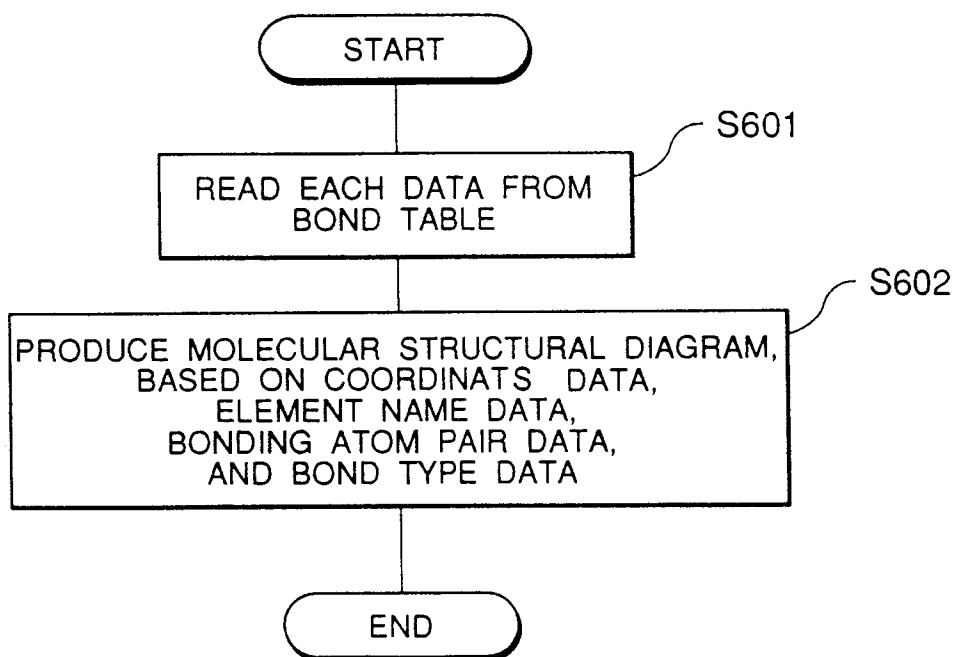 START
S601
READ EACH DATA FROM
BOND TABLE
S602
PRODUCE MOLECULAR STRUCTURAL DIAGRAM,
BASED ON COORDINATS DATA,
ELEMENT NAME DATA,
BONDING ATOM PAIR DATA,
AND BOND TYPE DATA
END